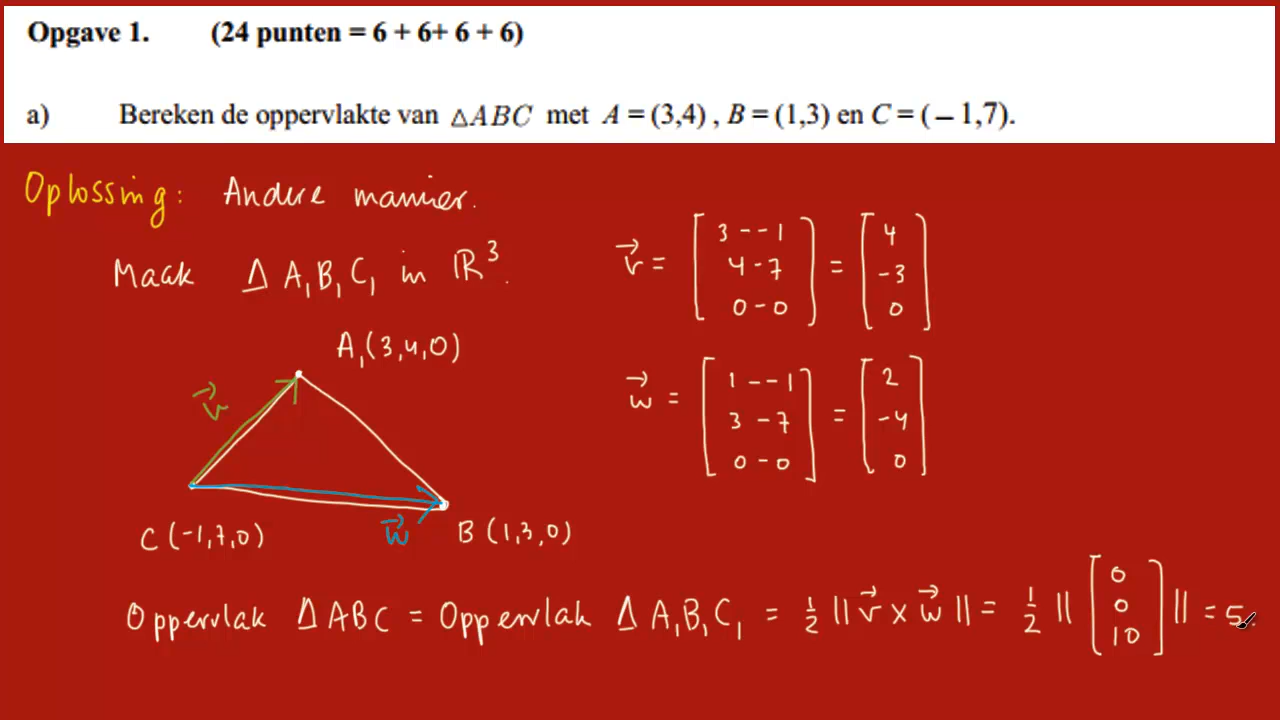 Opgave 1. (24 punten = 6 + 6+ 6 + 6)
a) Bereken de oppervlakte van △ABC met A = (3,4) , B = (1,3) en C = (– 1,7).
Oplossing: Andere manier.
Maak Δ A₁B₁C₁ in ℝ³.
A₁(3,4,0)
v⃗
C (-1,7,0)
w⃗
B (1,3,0)
v⃗ = [3 - -1; 4 - 7; 0 - 0] = [4; -3; 0]
w⃗ = [1 - -1; 3 - 7; 0 - 0] = [2; -4; 0]
Oppervlak Δ ABC = Oppervlak Δ A₁B₁C₁ = ½ || v⃗ x w⃗ || = ½ || [0; 0; 10] || = 5.